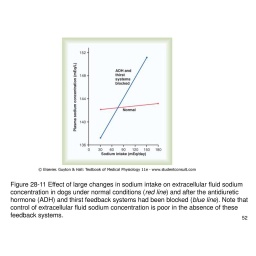 152
148
144
140
136
Plasma sodium concentration (mEq/L)
ADH and
thirst
systems
blocked
Normal
0 30 60 90 120 150 180
Sodium intake (mEq/day)
© Elsevier. Guyton & Hall: Textbook of Medical Physiology 11e - www.studentconsult.com
Figure 28-11 Effect of large changes in sodium intake on extracellular fluid sodium
concentration in dogs under normal conditions (red line) and after the antidiuretic
hormone (ADH) and thirst feedback systems had been blocked (blue line). Note that
control of extracellular fluid sodium concentration is poor in the absence of these
feedback systems.
52